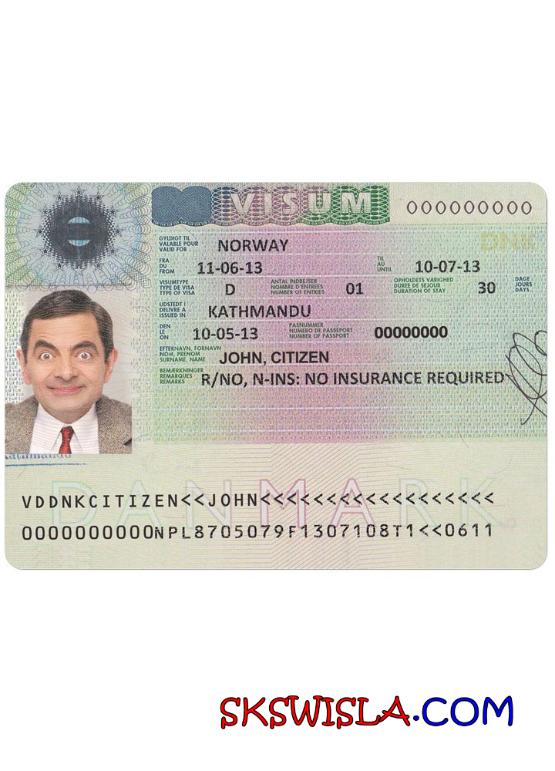 VISUM 000000000
DNK
GYLDIGT TIL
VALABLE POUR
VALID FOR
NORWAY
FRA
DU
FROM
11-06-13
TIL
AU
UNTIL
10-07-13
VISUMTYPE
TYPE DE VISA
TYPE OF VISA
D
ANTAL INDREJSER
NOMBRE D'ENTREES
NUMBER OF ENTRIES
01
OPHOLDETS VARIGHED
DUREE DE SEJOUR
DURATION OF STAY
30
DAGE
JOURS
DAYS
UDSTEDT I
DELIVRE A
ISSUED IN
KATHMANDU
DEN
LE
ON
10-05-13
PASNUMMER
NUMERO DE PASSEPORT
NUMBER OF PASSPORT
00000000
EFTERNAVN, FORNAVN
NOM, PRENOM
SURNAME, NAME
JOHN, CITIZEN
BEMÆRKNINGER
REMARQUES
REMARKS
R/NO, N-INS: NO INSURANCE REQUIRED
Kathmandu
DANMARK
VDDNKCITIZEN<<JOHN<<<<<<<<<<<<<<<<<<
0000000000NPL8705079F1307108T1<<0611
SKSWISLA.COM